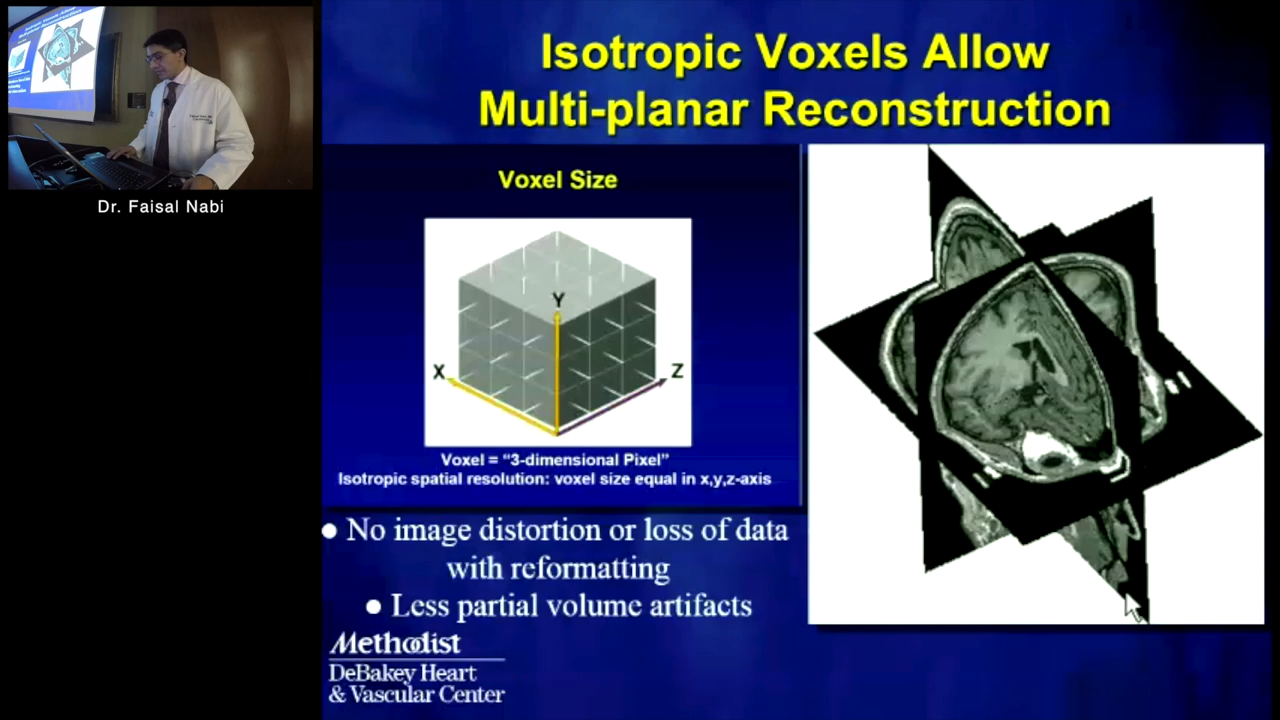 Isotropic Voxels Allow
Multi-planar Reconstruction
Dr. Faisal Nabi
Voxel Size
Y
X
Z
Voxel = “3-dimensional Pixel”
Isotropic spatial resolution: voxel size equal in x,y,z-axis
● No image distortion or loss of data
with reformatting
● Less partial volume artifacts
Methodist
DeBakey Heart
& Vascular Center